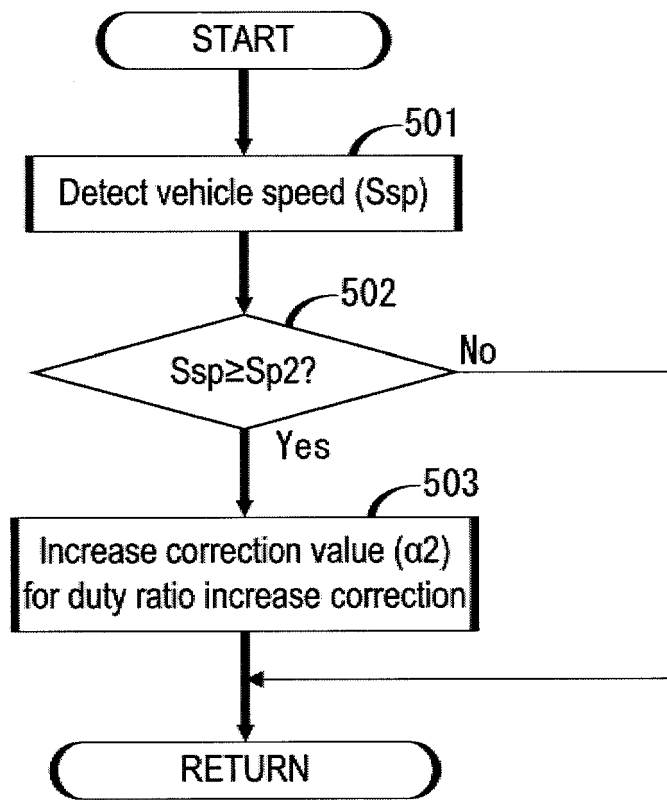 START
501
Detect vehicle speed (Ssp)
502
Ssp≥Sp2?
No
Yes
503
Increase correction value (α2)
for duty ratio increase correction
RETURN